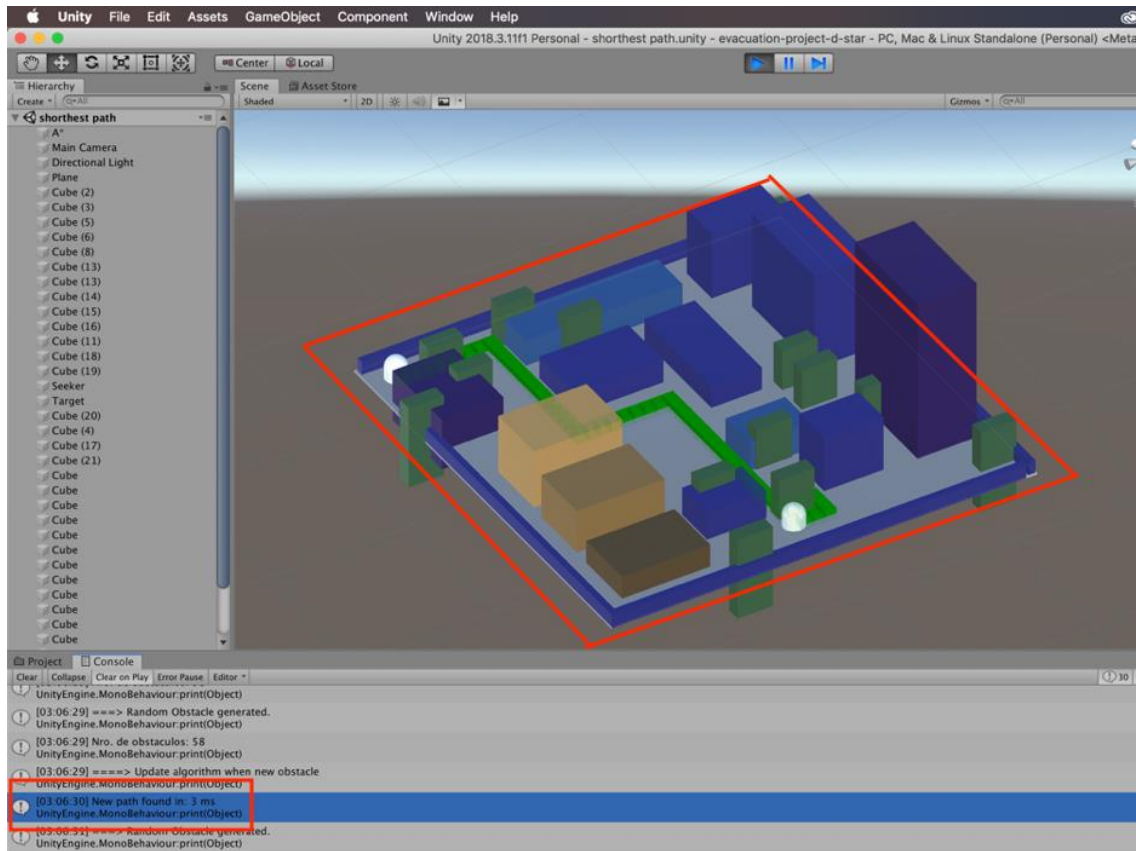 Unity File Edit Assets GameObject Component Window Help
Unity 2018.3.11f1 Personal - shorthest path.unity - evacuation-project-d-star - PC, Mac & Linux Standalone (Personal) <Meta
Center Local
Hierarchy Scene Asset Store
Create Q▾All Shaded 2D Gizmos Q▾All
shorthest path
A*
Main Camera
Directional Light
Plane
Cube (2)
Cube (3)
Cube (5)
Cube (6)
Cube (8)
Cube (13)
Cube (13)
Cube (14)
Cube (15)
Cube (16)
Cube (11)
Cube (18)
Cube (19)
Seeker
Target
Cube (20)
Cube (4)
Cube (17)
Cube (21)
Cube
Cube
Cube
Cube
Cube
Cube
Cube
Cube
Cube
Cube
Cube
Cube
Project Console
Clear Collapse Clear on Play Error Pause Editor 30
UnityEngine.MonoBehaviour:print(Object)
[03:06:29] ===> Random Obstacle generated.
UnityEngine.MonoBehaviour:print(Object)
[03:06:29] Nro. de obstaculos: 58
UnityEngine.MonoBehaviour:print(Object)
[03:06:29] ====> Update algorithm when new obstacle
UnityEngine.MonoBehaviour:print(Object)
[03:06:30] New path found in: 3 ms
UnityEngine.MonoBehaviour:print(Object)
[03:06:31] ===> Random Obstacle generated.
UnityEngine.MonoBehaviour:print(Object)